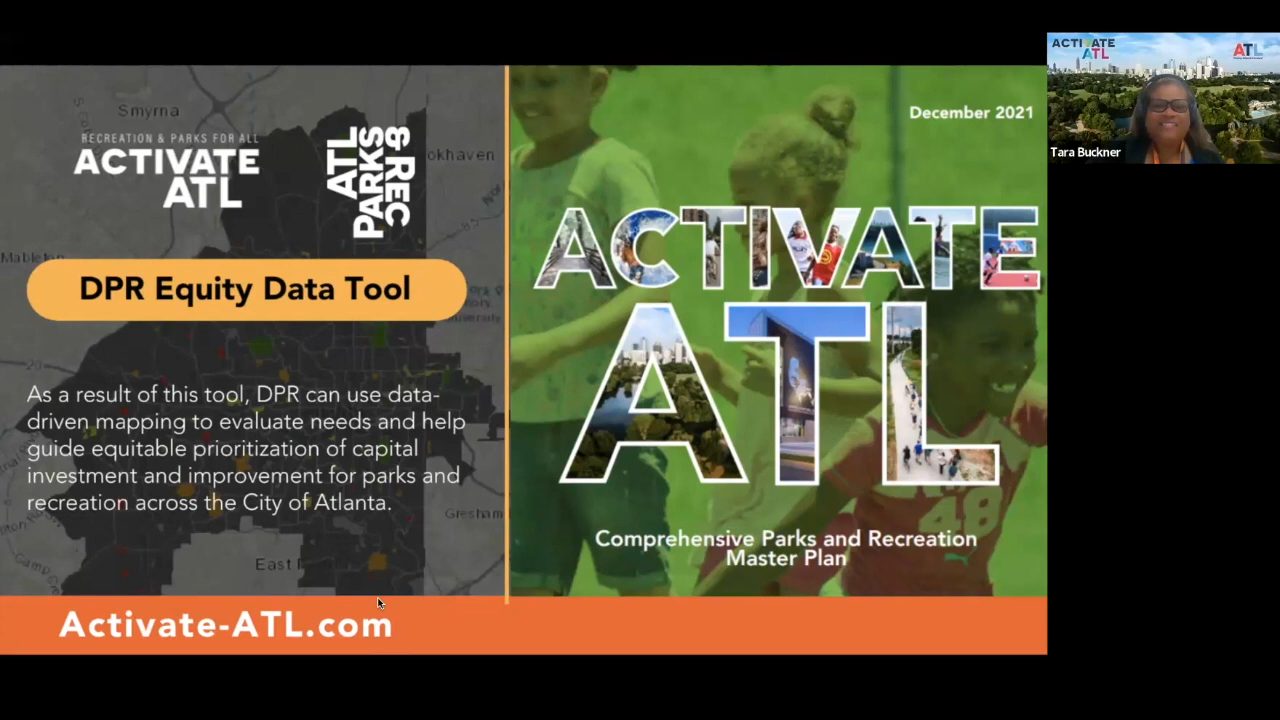 Smyrna
RECREATION & PARKS FOR ALL
ACTIVATE
ATL
ATL
PARKS
& REC
okhaven
DPR Equity Data Tool
As a result of this tool, DPR can use data-
driven mapping to evaluate needs and help
guide equitable prioritization of capital
investment and improvement for parks and
recreation across the City of Atlanta.
Gresham
East
Activate-ATL.com
December 2021
ACTIVATE
ATL
48
Comprehensive Parks and Recreation
Master Plan
ACTIVATE
ATL
ATL
Tara Buckner